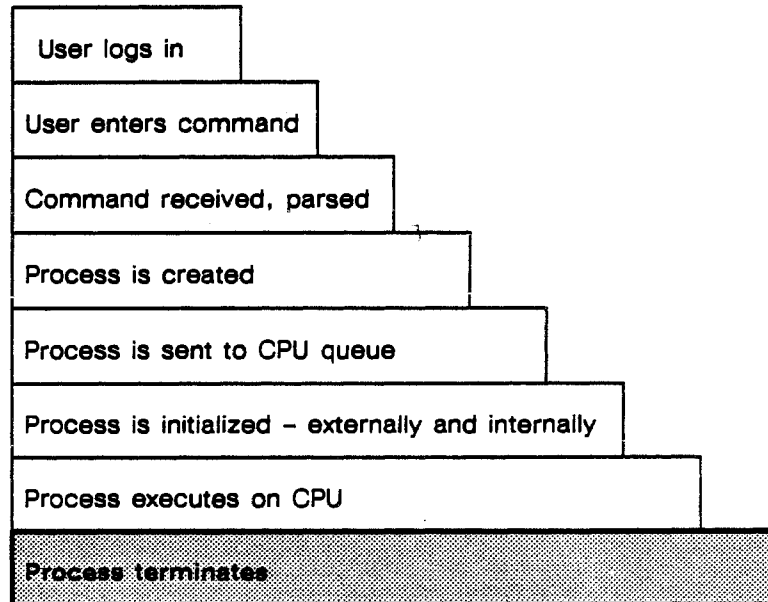 User logs in
User enters command
Command received, parsed
Process is created
Process is sent to CPU queue
Process is initialized – externally and internally
Process executes on CPU
Process terminates